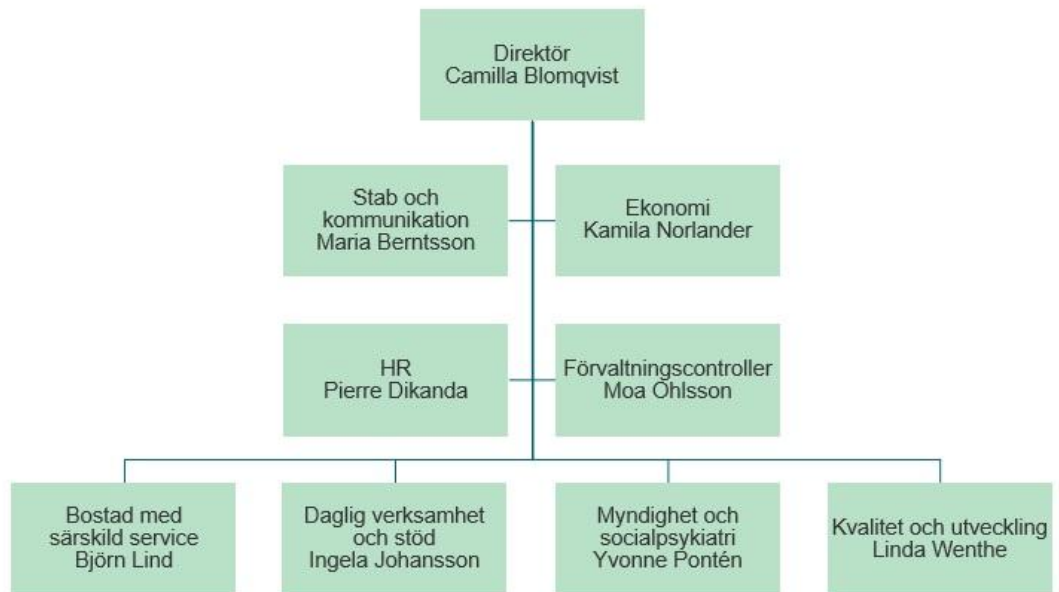 Direktör
Camilla Blomqvist
Stab och
kommunikation
Maria Berntsson
Ekonomi
Kamila Norlander
HR
Pierre Dikanda
Förvaltningscontroller
Moa Ohlsson
Bostad med
särskild service
Björn Lind
Daglig verksamhet
och stöd
Ingela Johansson
Myndighet och
socialpsykiatri
Yvonne Pontén
Kvalitet och utveckling
Linda Wenthe